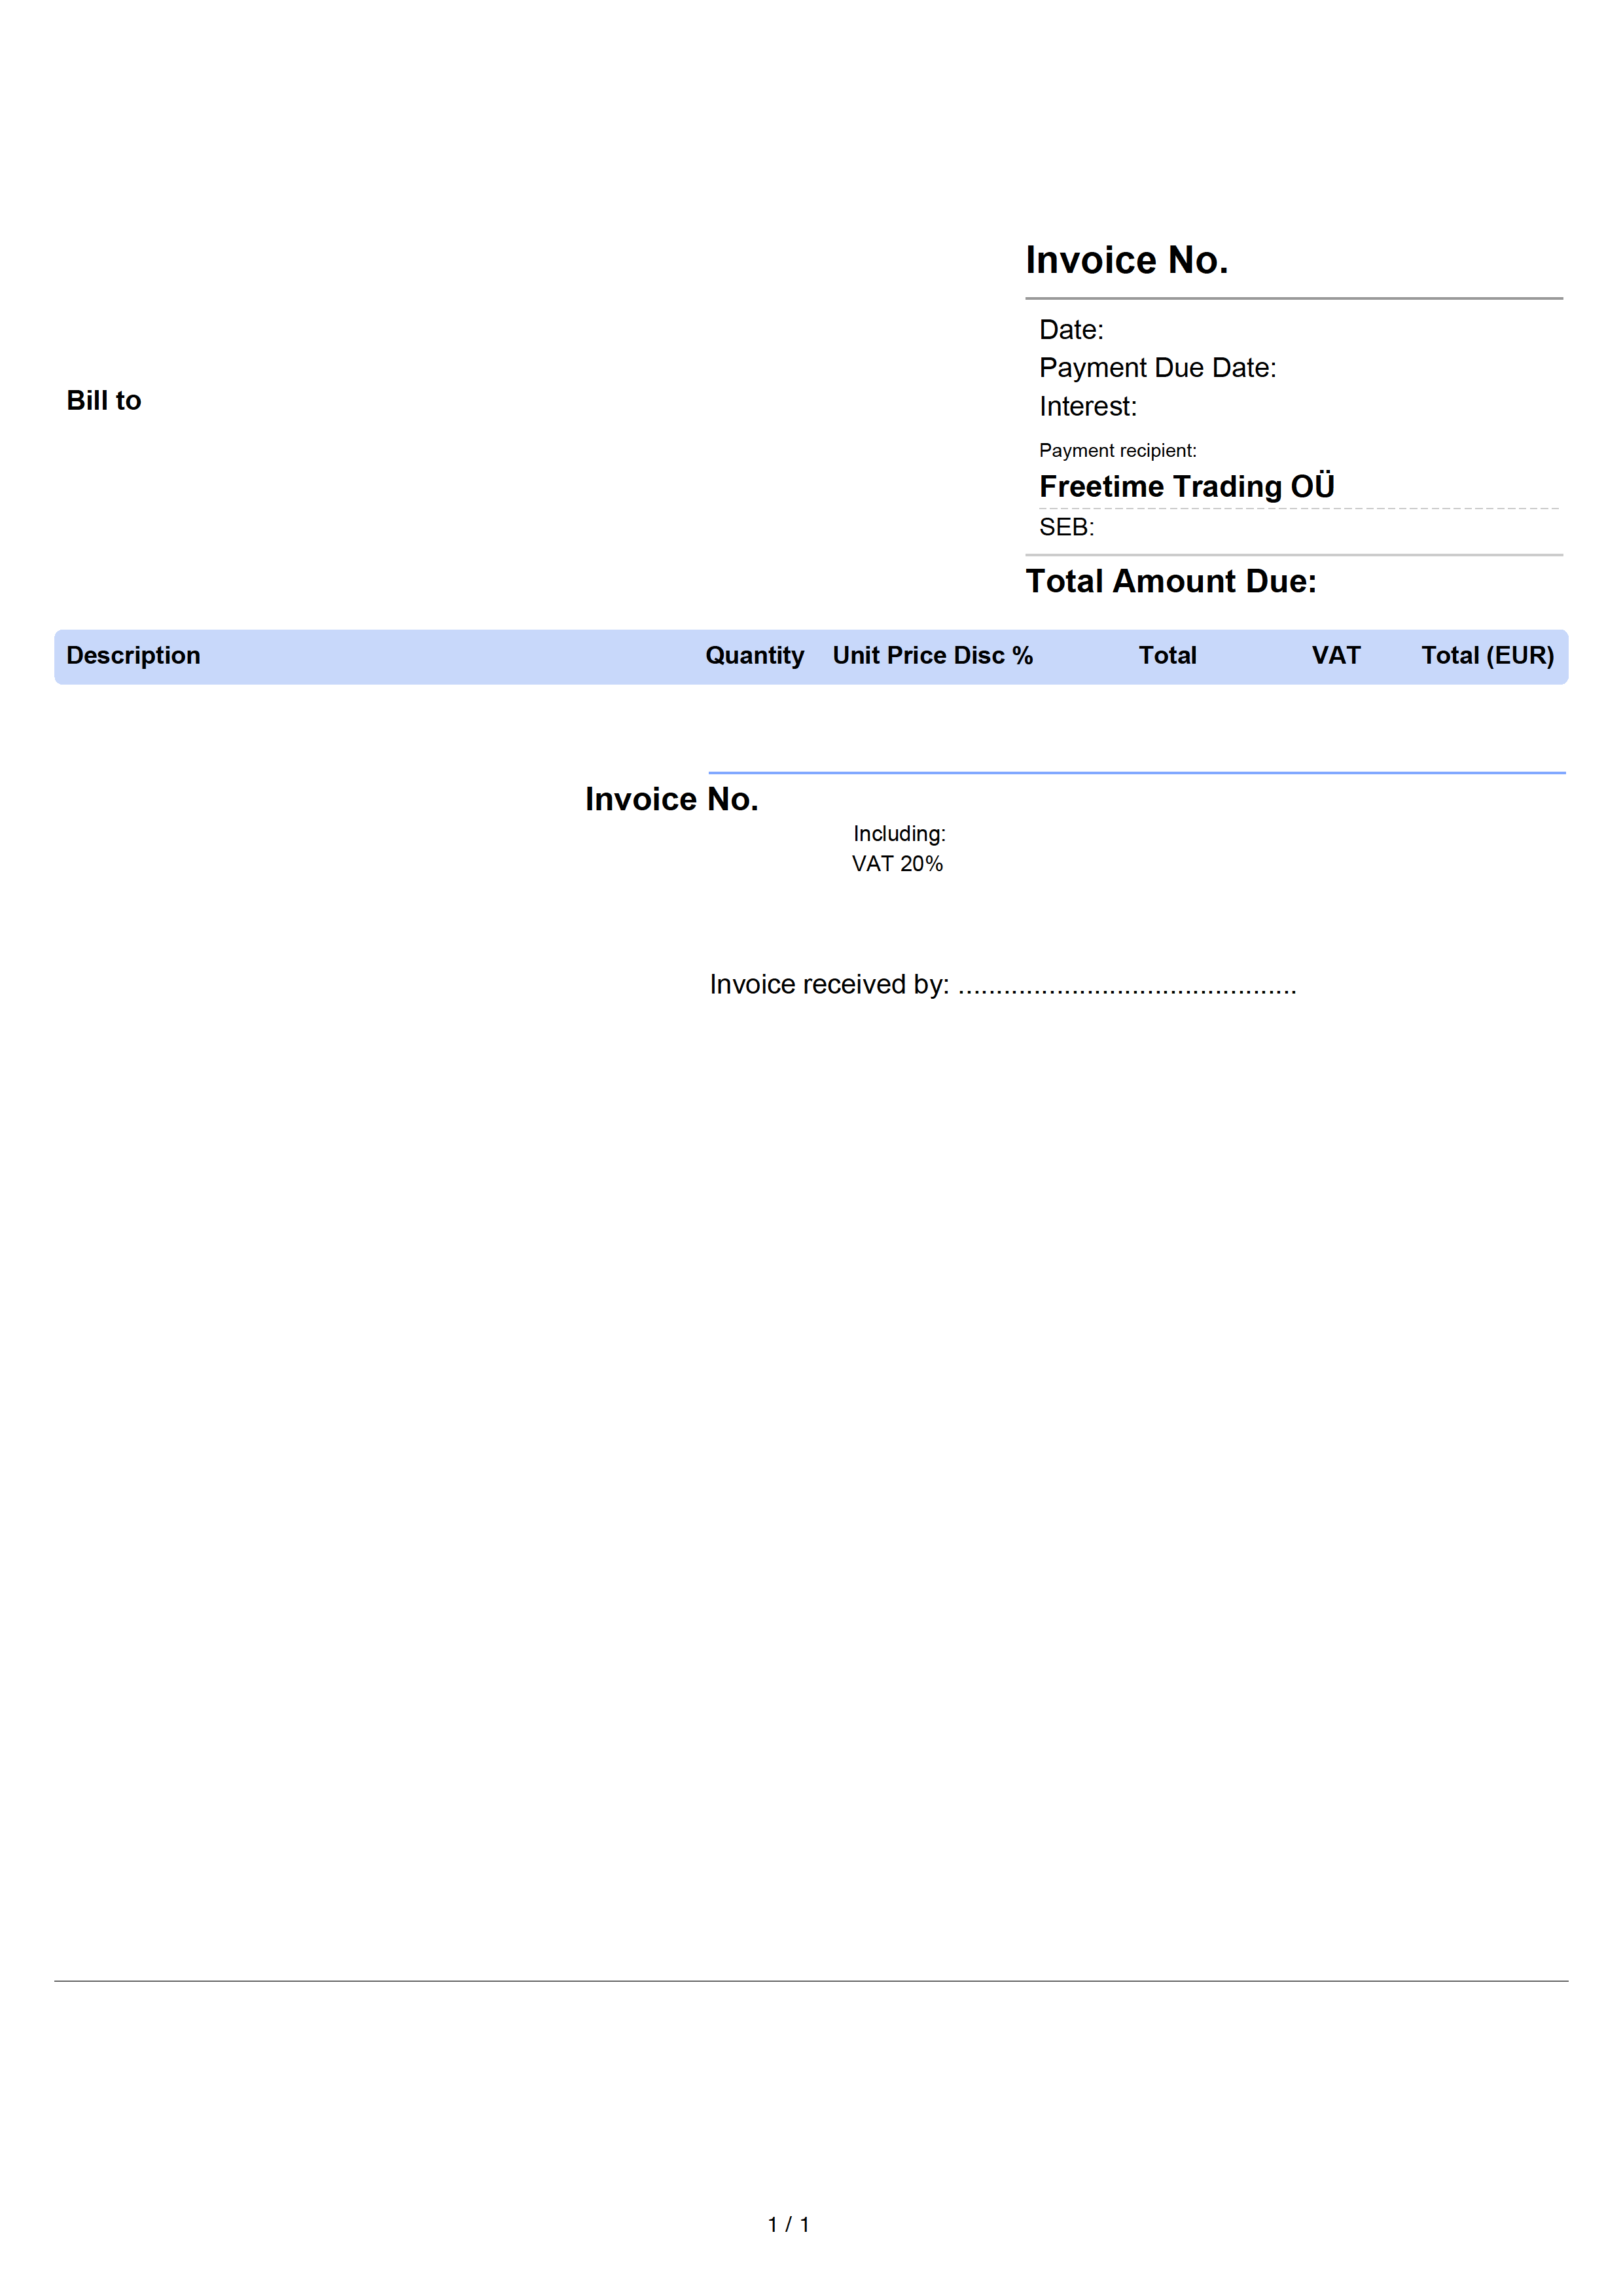 Invoice No.
Date:
Payment Due Date:
Interest:
Bill to
Payment recipient:
Freetime Trading OÜ
SEB:
Total Amount Due:
Description Quantity Unit Price Disc % Total VAT Total (EUR)
Invoice No.
Including:
VAT 20%
Invoice received by: .............................................
1 / 1